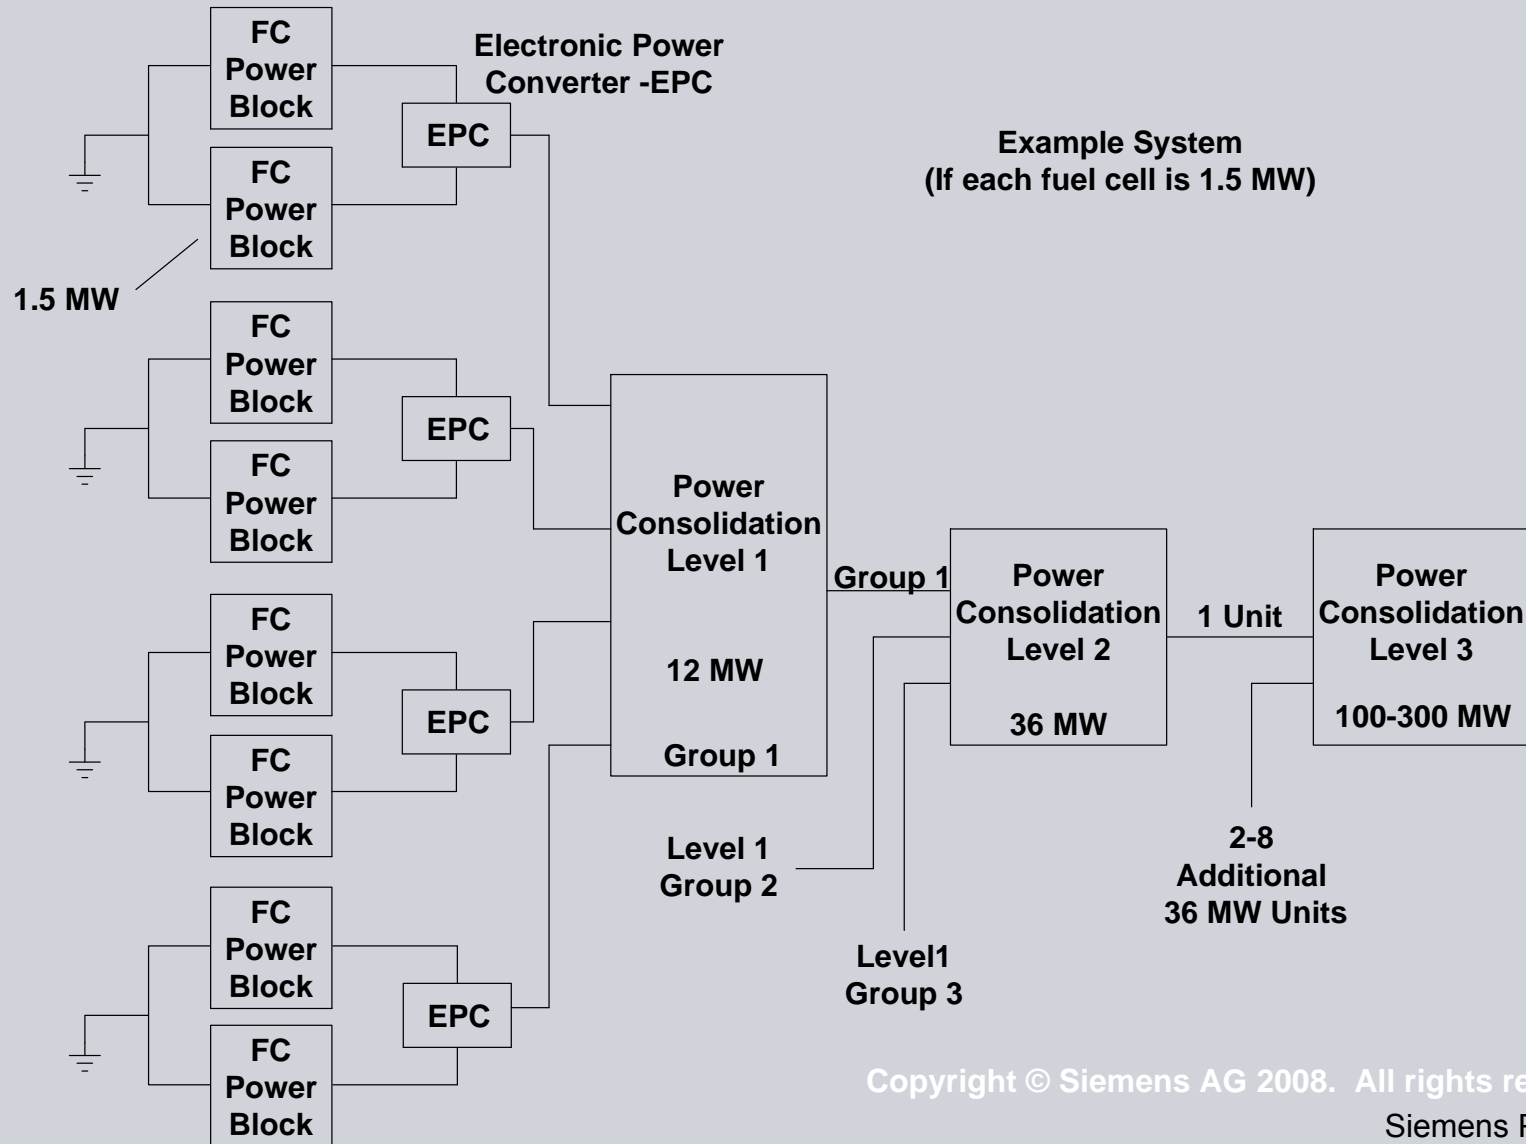 FC
Power
Block
Electronic Power
Converter -EPC
EPC
Example System
(If each fuel cell is 1.5 MW)
FC
Power
Block
1.5 MW
FC
Power
Block
EPC
FC
Power
Block
Power
Consolidation
Level 1
12 MW
Group 1
Group 1
Power
Consolidation
Level 2
36 MW
1 Unit
Power
Consolidation
Level 3
100-300 MW
FC
Power
Block
EPC
FC
Power
Block
Level 1
Group 2
2-8
Additional
36 MW Units
Level1
Group 3
FC
Power
Block
EPC
FC
Power
Block
Copyright © Siemens AG 2008. All rights
Siemens